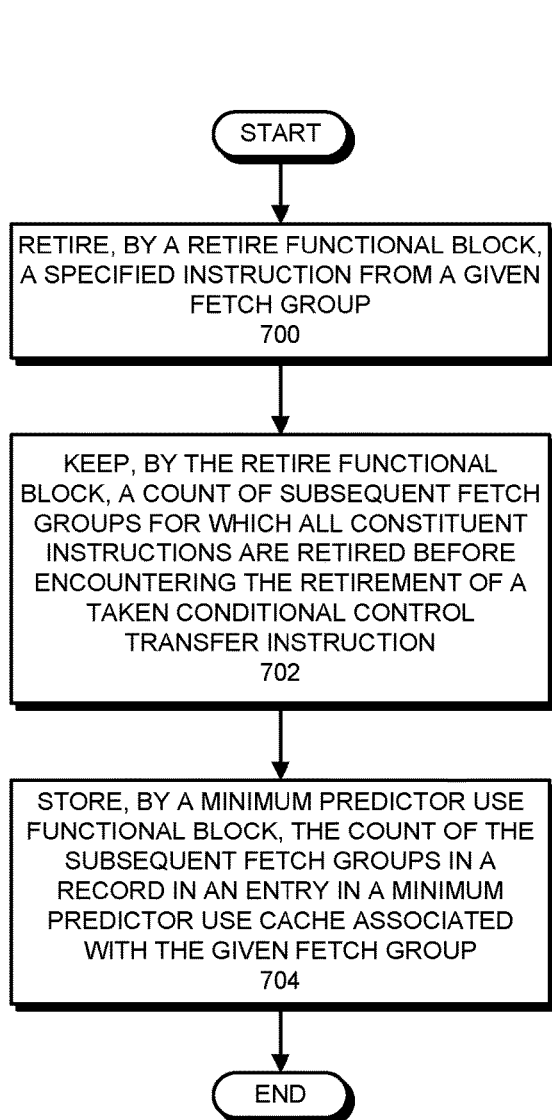 START
RETIRE, BY A RETIRE FUNCTIONAL BLOCK,
A SPECIFIED INSTRUCTION FROM A GIVEN
FETCH GROUP
700
KEEP, BY THE RETIRE FUNCTIONAL
BLOCK, A COUNT OF SUBSEQUENT FETCH
GROUPS FOR WHICH ALL CONSTITUENT
INSTRUCTIONS ARE RETIRED BEFORE
ENCOUNTERING THE RETIREMENT OF A
TAKEN CONDITIONAL CONTROL
TRANSFER INSTRUCTION
702
STORE, BY A MINIMUM PREDICTOR USE
FUNCTIONAL BLOCK, THE COUNT OF THE
SUBSEQUENT FETCH GROUPS IN A
RECORD IN AN ENTRY IN A MINIMUM
PREDICTOR USE CACHE ASSOCIATED
WITH THE GIVEN FETCH GROUP
704
END